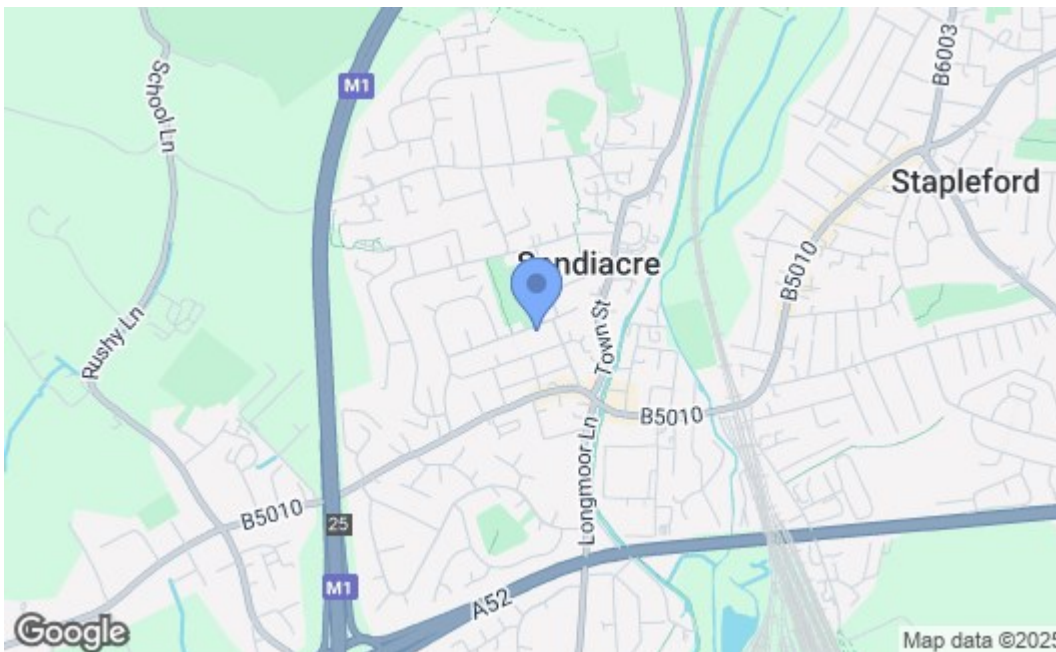 B6003
M1
School Ln
Stapleford
Sandiacre
B5010
Rushy Ln
Town St
B5010
Longmoor Ln
B5010
25
M1
A52
Google
Map data ©2025